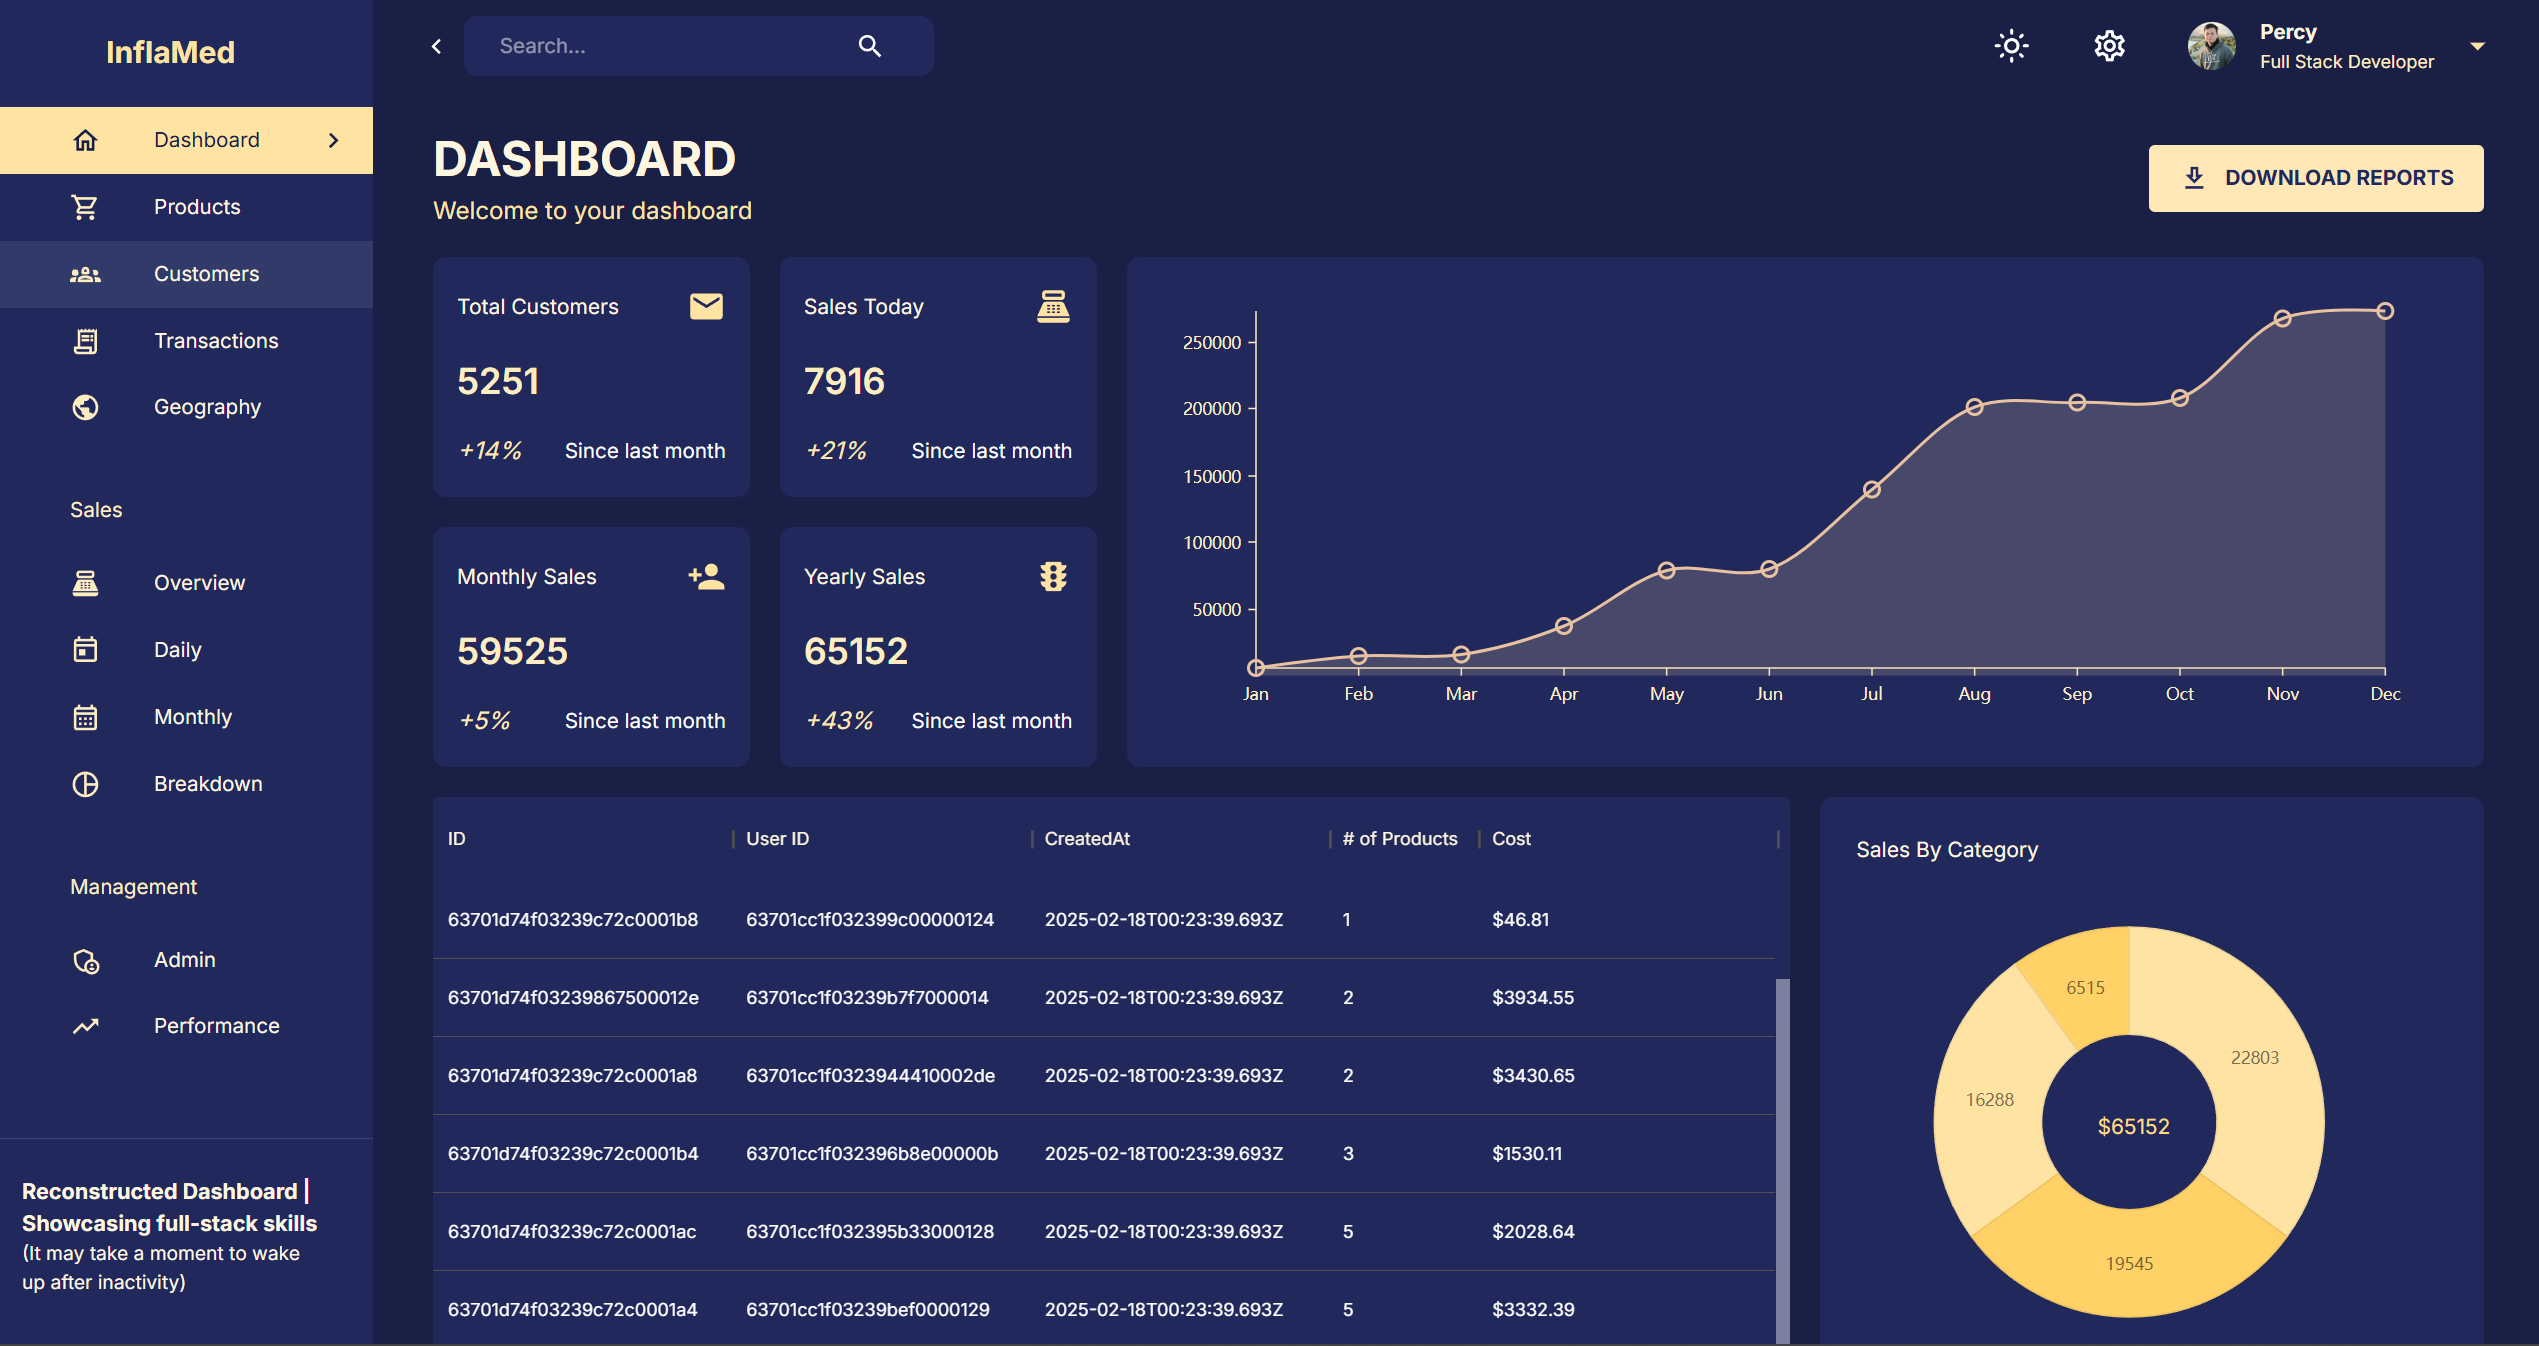 InflaMed
Dashboard
Products
Customers
Transactions
Geography
Sales
Overview
Daily
Monthly
Breakdown
Management
Admin
Performance
Reconstructed Dashboard |
Showcasing full-stack skills
(It may take a moment to wake
up after inactivity)
Search...
Percy
Full Stack Developer
DASHBOARD
Welcome to your dashboard
DOWNLOAD REPORTS
Total Customers
5251
+14% Since last month
Sales Today
7916
+21% Since last month
Monthly Sales
59525
+5% Since last month
Yearly Sales
65152
+43% Since last month
250000
200000
150000
100000
50000
Jan Feb Mar Apr May Jun Jul Aug Sep Oct Nov Dec
ID User ID CreatedAt # of Products Cost
63701d74f03239c72c0001b8 63701cc1f032399c00000124 2025-02-18T00:23:39.693Z 1 $46.81
63701d74f03239867500012e 63701cc1f03239b7f7000014 2025-02-18T00:23:39.693Z 2 $3934.55
63701d74f03239c72c0001a8 63701cc1f0323944410002de 2025-02-18T00:23:39.693Z 2 $3430.65
63701d74f03239c72c0001b4 63701cc1f032396b8e00000b 2025-02-18T00:23:39.693Z 3 $1530.11
63701d74f03239c72c0001ac 63701cc1f032395b33000128 2025-02-18T00:23:39.693Z 5 $2028.64
63701d74f03239c72c0001a4 63701cc1f03239bef0000129 2025-02-18T00:23:39.693Z 5 $3332.39
Sales By Category
6515
22803
16288
$65152
19545